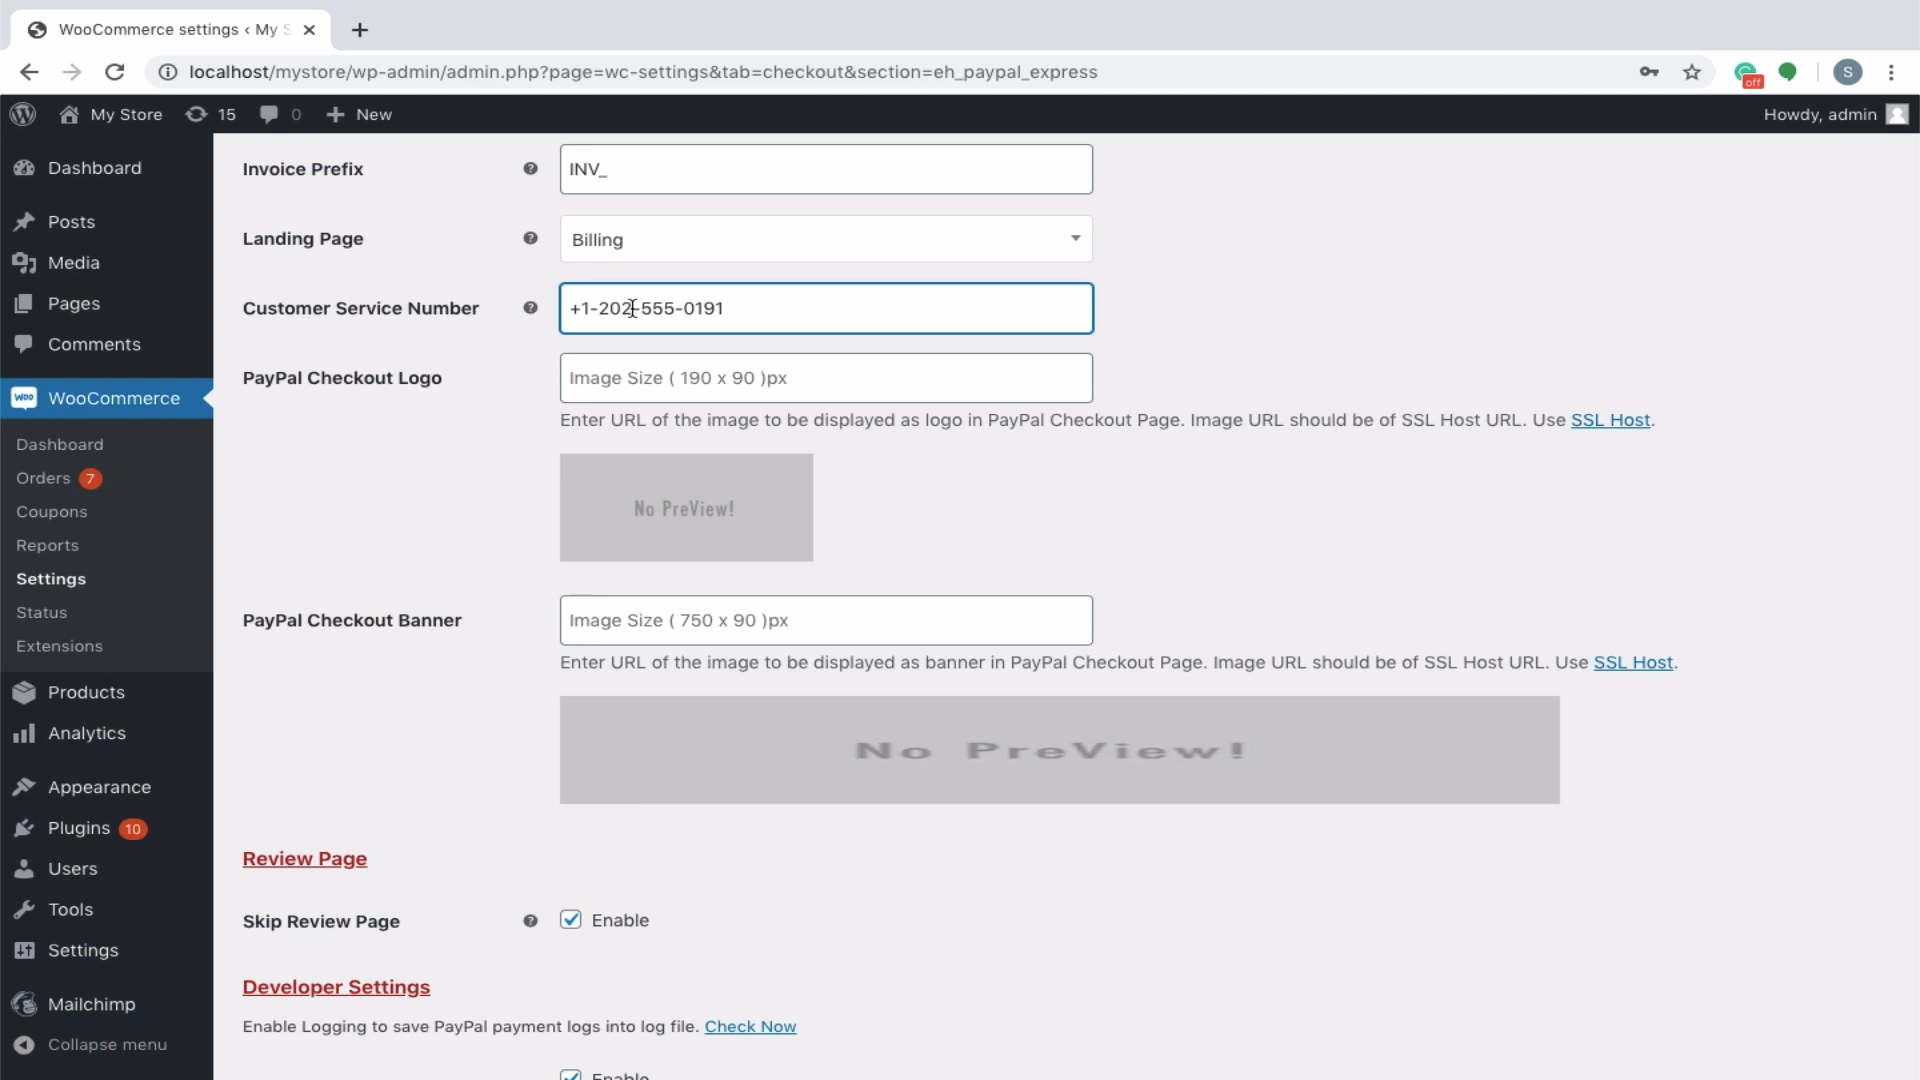 WooCommerce settings ‹ My S
localhost/mystore/wp-admin/admin.php?page=wc-settings&tab=checkout&section=eh_paypal_express
off
S
My Store
15
0
New
Howdy, admin
Dashboard
Posts
Media
Pages
Comments
Woo
WooCommerce
Dashboard
Orders 7
Coupons
Reports
Settings
Status
Extensions
Products
Analytics
Appearance
Plugins 10
Users
Tools
Settings
Mailchimp
Collapse menu
Invoice Prefix
INV_
Landing Page
Billing
Customer Service Number
+1-202-555-0191
PayPal Checkout Logo
Image Size ( 190 x 90 )px
Enter URL of the image to be displayed as logo in PayPal Checkout Page. Image URL should be of SSL Host URL. Use SSL Host.
No PreView!
PayPal Checkout Banner
Image Size ( 750 x 90 )px
Enter URL of the image to be displayed as banner in PayPal Checkout Page. Image URL should be of SSL Host URL. Use SSL Host.
No PreView!
Review Page
Skip Review Page
Enable
Developer Settings
Enable Logging to save PayPal payment logs into log file. Check Now
Enable